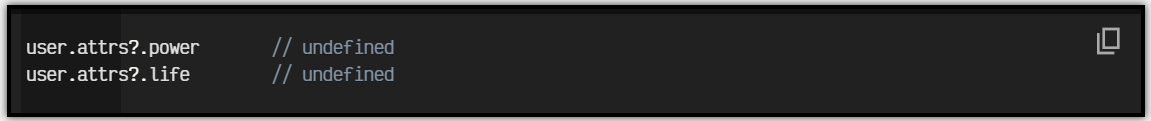 user.attrs?.power // undefined
user.attrs?.life // undefined